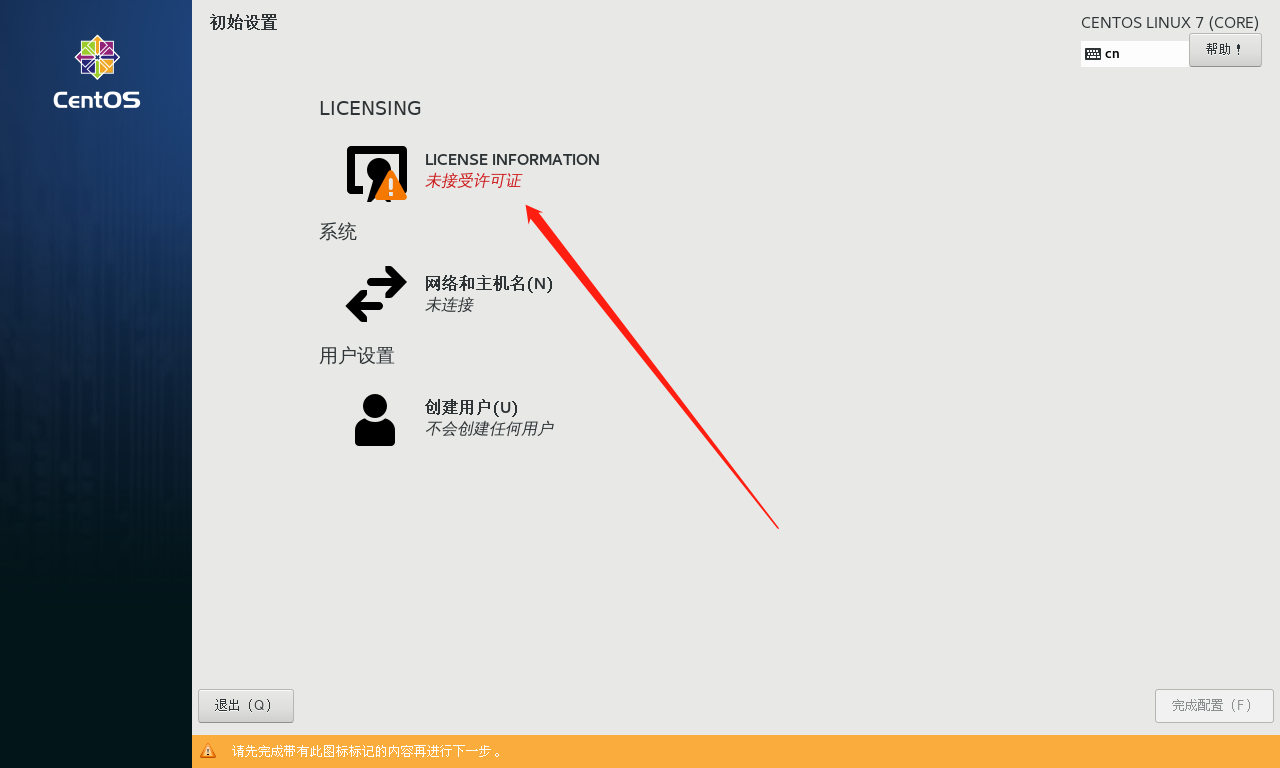 CentOS
初始设置
CENTOS LINUX 7 (CORE)
cn
帮助！
LICENSING
LICENSE INFORMATION
未接受许可证
系统
网络和主机名(N)
未连接
用户设置
创建用户(U)
不会创建任何用户
退出（Q）
完成配置（F）
请先完成带有此图标标记的内容再进行下一步。